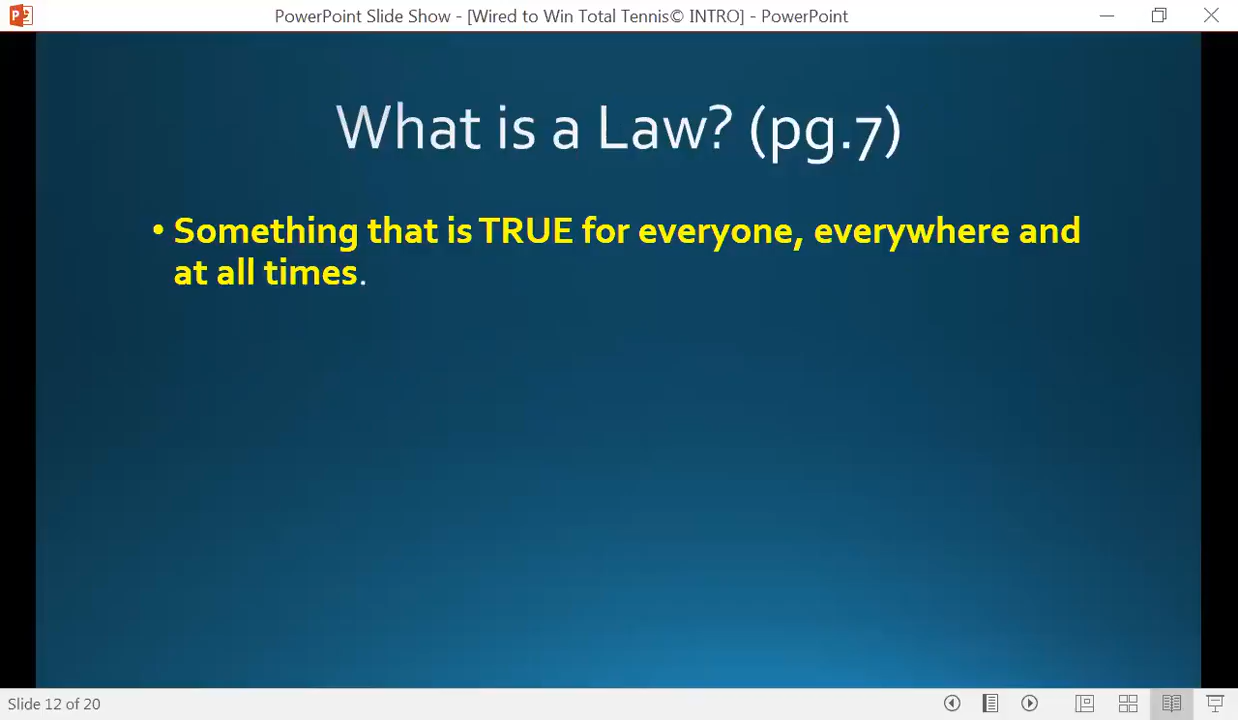 PowerPoint Slide Show - [Wired to Win Total Tennis© INTRO] - PowerPoint
What is a Law? (pg.7)
• Something that is TRUE for everyone, everywhere and
at all times.
Slide 12 of 20